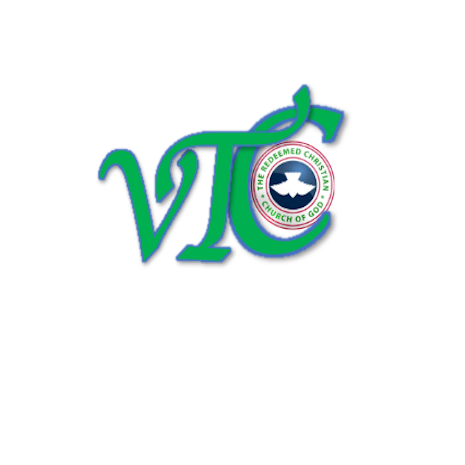 VTC
THE REDEEMED CHRISTIAN
CHURCH OF GOD